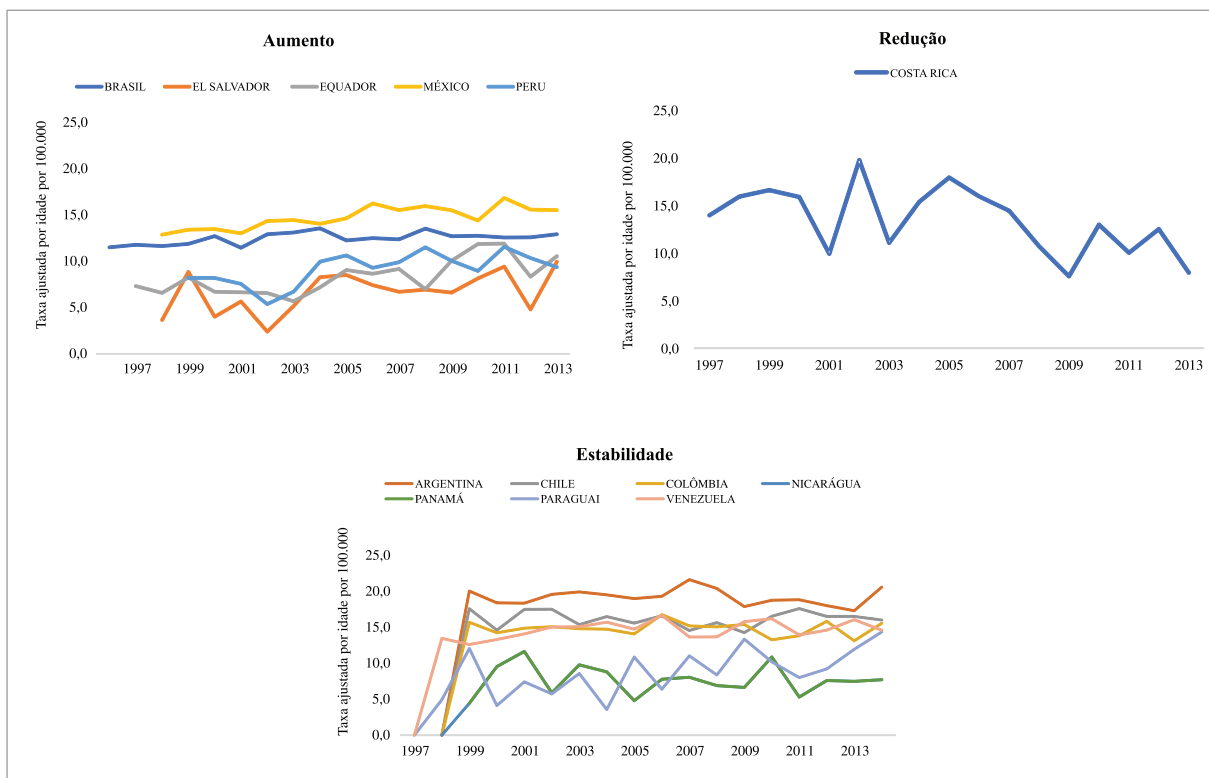 Aumento
BRASIL EL SALVADOR EQUADOR MÉXICO PERU
Taxa ajustada por idade por 100.000
25,0
20,0
15,0
10,0
5,0
0,0
1997 1999 2001 2003 2005 2007 2009 2011 2013
Redução
COSTA RICA
Taxa ajustada por idade por 100.000
25,0
20,0
15,0
10,0
5,0
0,0
1997 1999 2001 2003 2005 2007 2009 2011 2013
Estabilidade
ARGENTINA CHILE COLÔMBIA NICARÁGUA
PANAMÁ PARAGUAI VENEZUELA
Taxa ajustada por idade por 100.000
25,0
20,0
15,0
10,0
5,0
0,0
1997 1999 2001 2003 2005 2007 2009 2011 2013